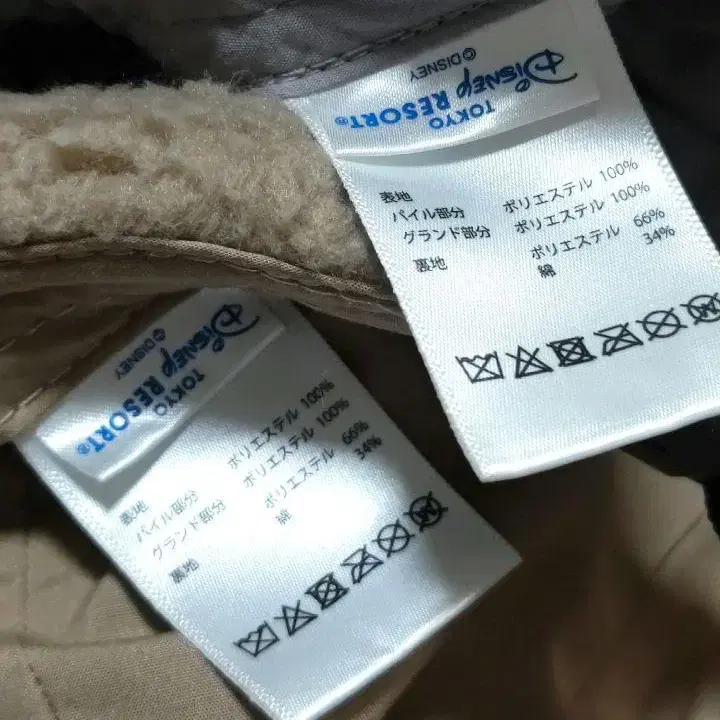 © DISNEY
Disney
TOKYO RESORT®
表地
パイル部分 ポリエステル 100%
グランド部分 ポリエステル 100%
裏地 ポリエステル 66%
綿 34%
© DISNEY
Disney
TOKYO RESORT®
表地
パイル部分 ポリエステル 100%
グランド部分 ポリエステル 100%
裏地 ポリエステル 66%
綿 34%